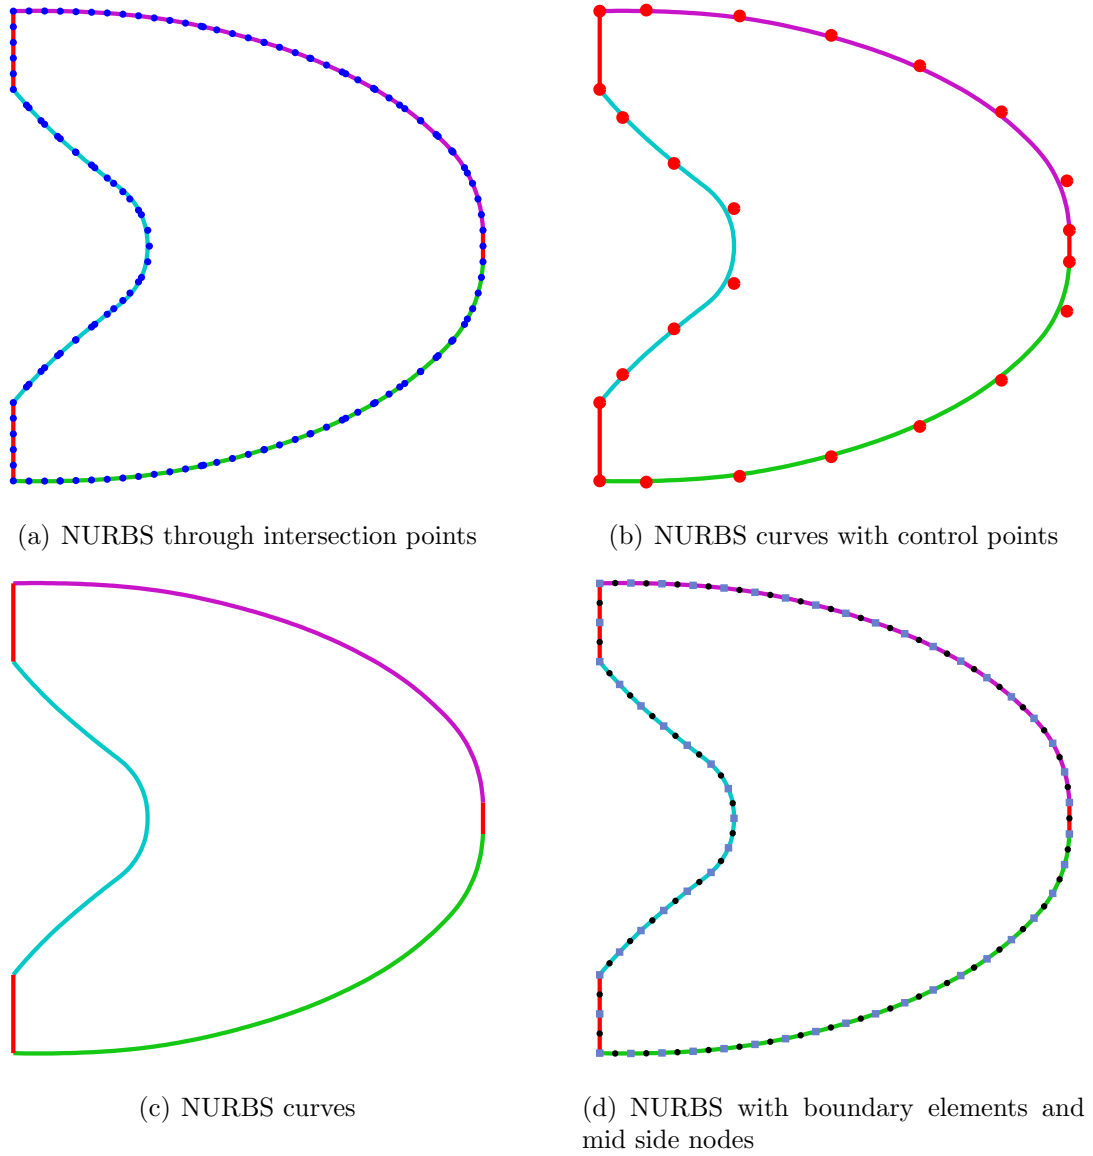 (a) NURBS through intersection points
(b) NURBS curves with control points
(c) NURBS curves
(d) NURBS with boundary elements and
mid side nodes